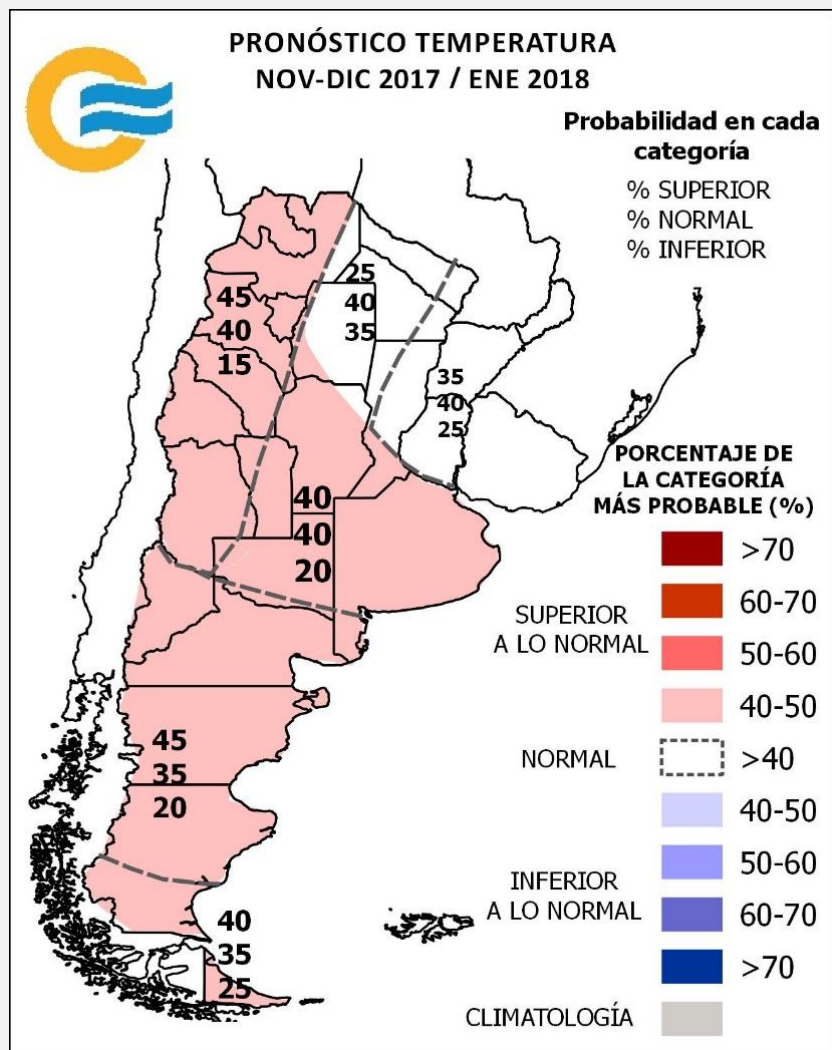 PRONÓSTICO TEMPERATURA
NOV-DIC 2017 / ENE 2018
Probabilidad en cada
categoría
% SUPERIOR
% NORMAL
% INFERIOR
25
40
35
45
40
15
35
40
25
40
40
20
45
35
20
40
35
25
PORCENTAJE DE
LA CATEGORÍA
MÁS PROBABLE (%)
SUPERIOR
A LO NORMAL
>70
60-70
50-60
40-50
NORMAL
>40
INFERIOR
A LO NORMAL
40-50
50-60
60-70
>70
CLIMATOLOGÍA